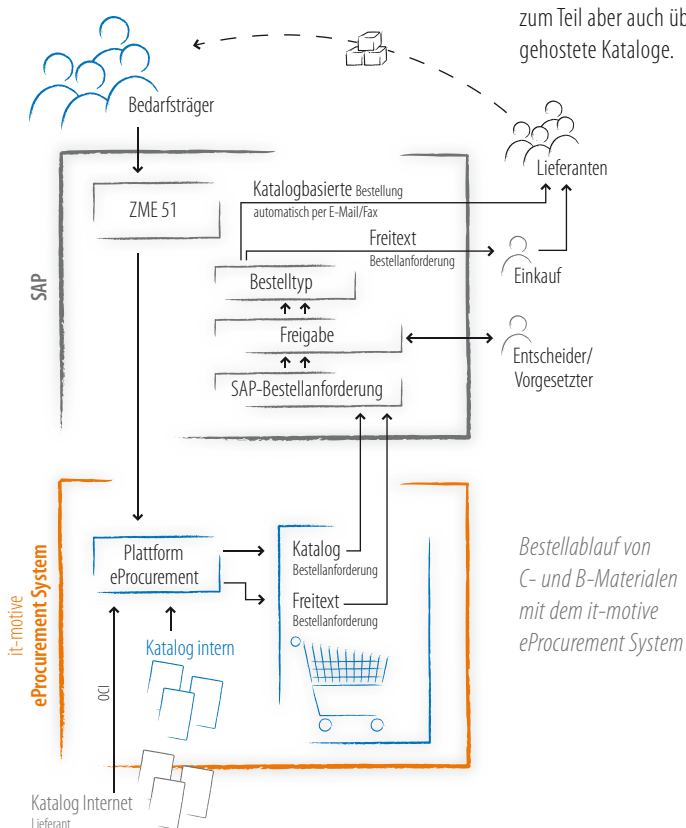 zum Teil aber auch üb
gehostete Kataloge.
Bedarfsträger
Lieferanten
SAP
ZME 51
Katalogbasierte Bestellung
automatisch per E-Mail/Fax
Freitext
Bestellanforderung
Einkauf
Bestelltyp
Freigabe
Entscheider/
Vorgesetzter
SAP-Bestellanforderung
it-motive
eProcurement System
Plattform
eProcurement
Katalog
Bestellanforderung
Freitext
Bestellanforderung
Katalog intern
OCI
Katalog Internet
Lieferant
Bestellablauf von
C- und B-Materialen
mit dem it-motive
eProcurement System